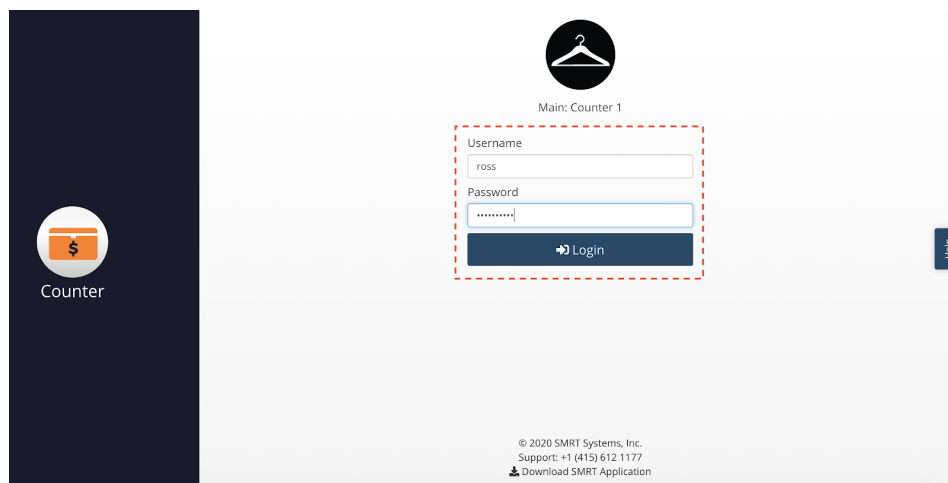 Main: Counter 1
Username
ross
Password
••••••••••
Login
$
Counter
© 2020 SMRT Systems, Inc.
Support: +1 (415) 612 1177
Download SMRT Application